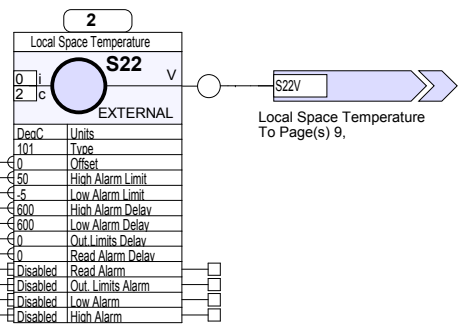 2
Local Space Temperature
S22
V
0 i
2 c
EXTERNAL
DegC Units
101 Type
0 Offset
50 High Alarm Limit
-5 Low Alarm Limit
600 High Alarm Delay
600 Low Alarm Delay
0 Out.Limits Delay
0 Read Alarm Delay
Disabled Read Alarm
Disabled Out. Limits Alarm
Disabled Low Alarm
Disabled High Alarm
S22V
Local Space Temperature
To Page(s) 9,